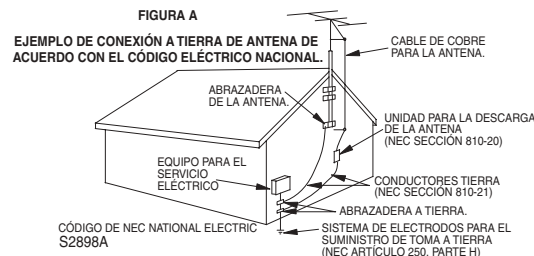 FIGURA A
EJEMPLO DE CONEXIÓN A TIERRA DE ANTENA DE
ACUERDO CON EL CÓDIGO ELÉCTRICO NACIONAL.
CABLE DE COBRE
PARA LA ANTENA.
ABRAZADERA
DE LA ANTENA.
UNIDAD PARA LA DESCARGA
DE LA ANTENA
(NEC SECCIÓN 810-20)
EQUIPO PARA EL
SERVICIO
ELÉCTRICO
CONDUCTORES TIERRA
(NEC SECCIÓN 810-21)
ABRAZADERA A TIERRA.
CÓDIGO DE NEC NATIONAL ELECTRIC
S2898A
SISTEMA DE ELECTRODOS PARA EL
SUMINISTRO DE TOMA A TIERRA
(NEC ARTÍCULO 250, PARTE H)